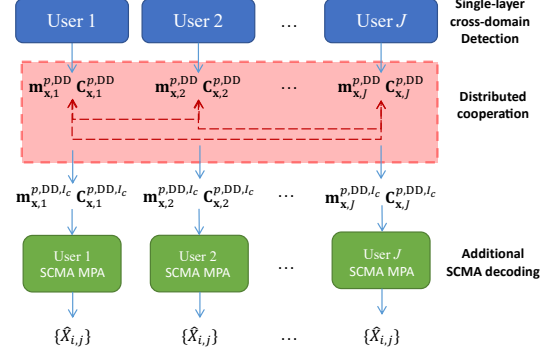 Single-layer
cross-domain
Detection
User 1 User 2 ... User J
𝐦_{𝐱,1}^{p,DD} 𝐂_{𝐱,1}^{p,DD} 𝐦_{𝐱,2}^{p,DD} 𝐂_{𝐱,2}^{p,DD} ... 𝐦_{𝐱,J}^{p,DD} 𝐂_{𝐱,J}^{p,DD}
Distributed
cooperation
𝐦_{𝐱,1}^{p,DD,I_c} 𝐂_{𝐱,1}^{p,DD,I_c} 𝐦_{𝐱,2}^{p,DD,I_c} 𝐂_{𝐱,2}^{p,DD,I_c} ... 𝐦_{𝐱,J}^{p,DD,I_c} 𝐂_{𝐱,J}^{p,DD,I_c}
User 1 User 2 User J
SCMA MPA SCMA MPA ... SCMA MPA
Additional
SCMA decoding
{X̂_{i,j}} {X̂_{i,j}} ... {X̂_{i,j}}